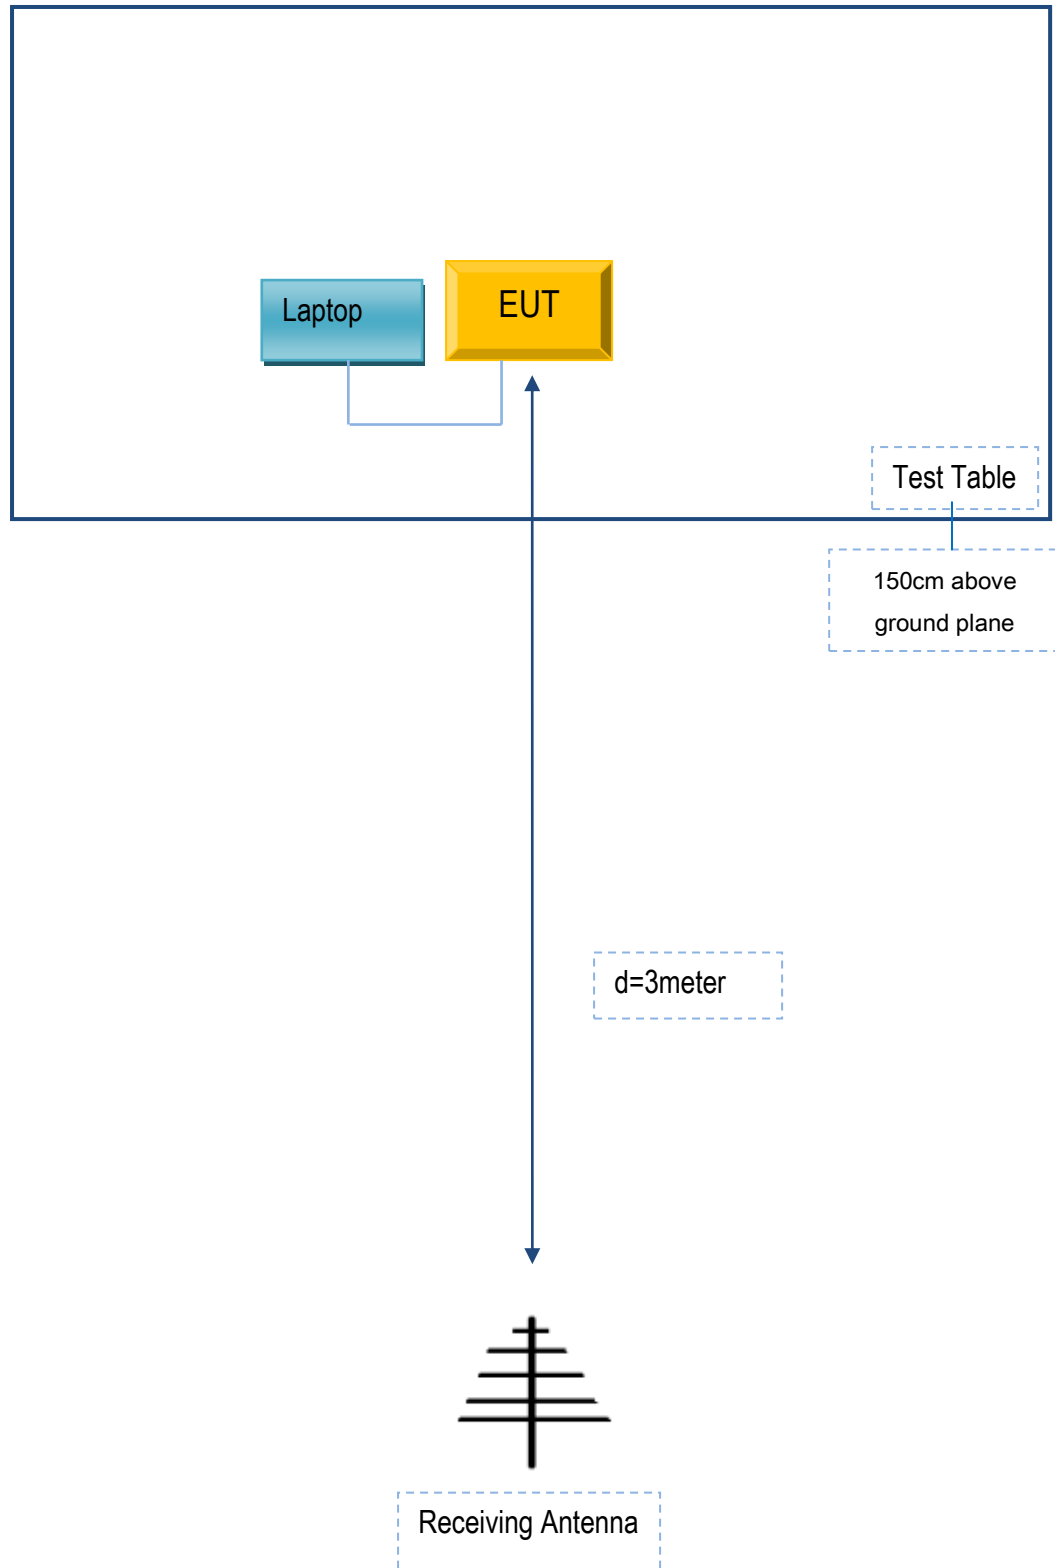 Laptop
EUT
Test Table
150cm above
ground plane
d=3meter
Receiving Antenna